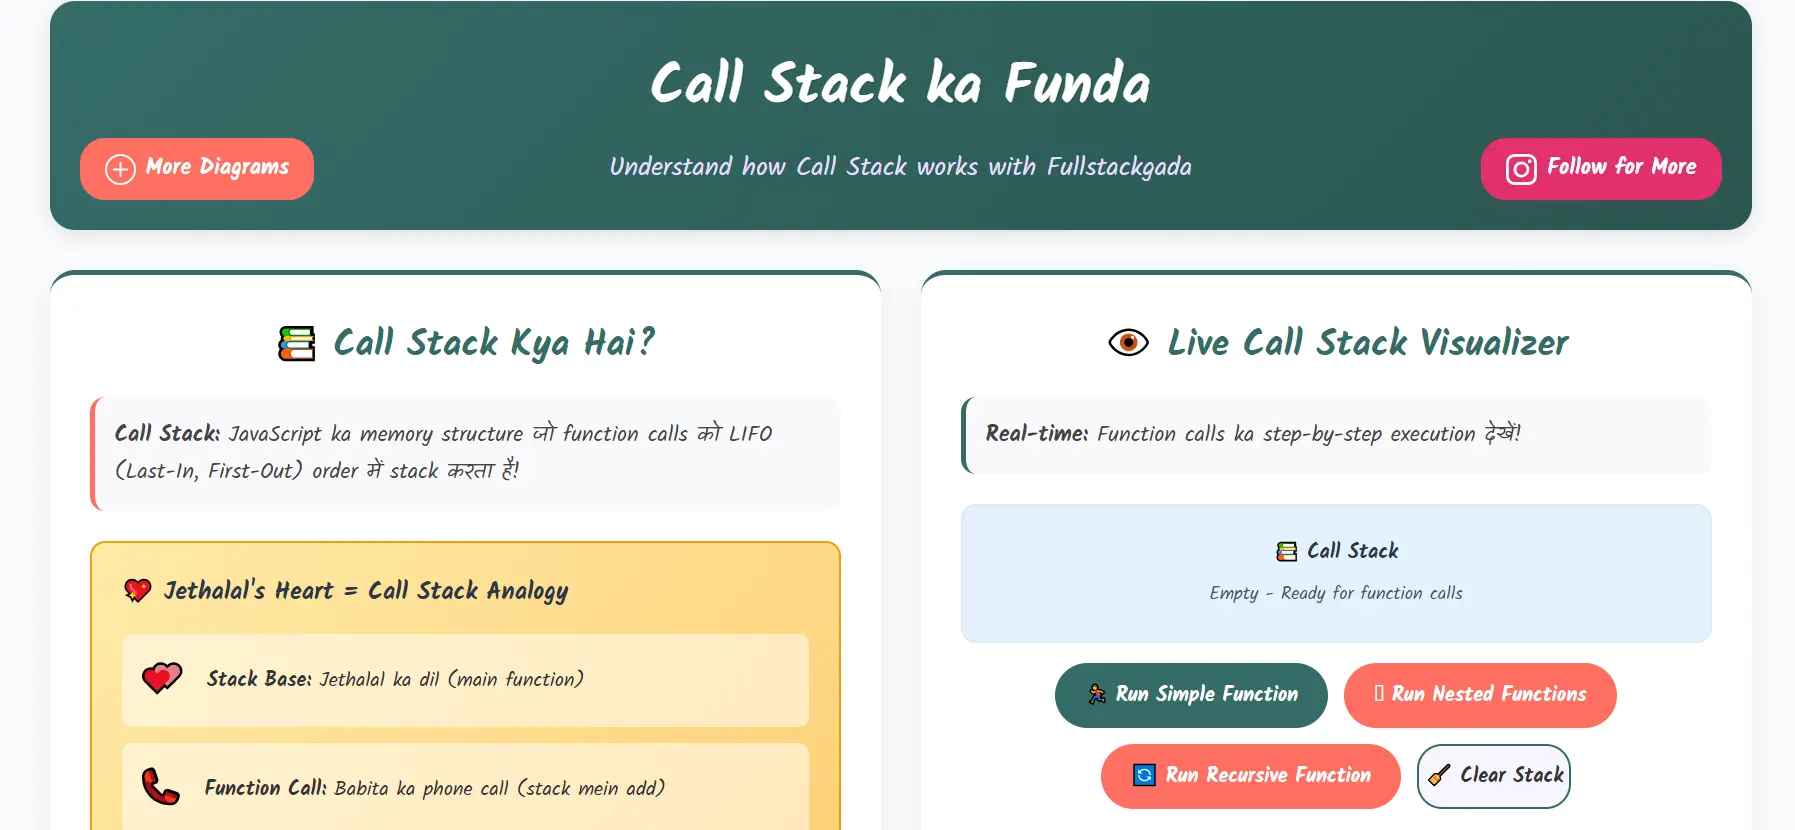 Call Stack ka Funda
More Diagrams
Understand how Call Stack works with Fullstackgada
Follow for More
Call Stack Kya Hai?
Call Stack: JavaScript ka memory structure जो function calls को LIFO
(Last-In, First-Out) order में stack करता है!
Jethalal's Heart = Call Stack Analogy
Stack Base: Jethalal ka dil (main function)
Function Call: Babita ka phone call (stack mein add)
Live Call Stack Visualizer
Real-time: Function calls ka step-by-step execution देखें!
Call Stack
Empty - Ready for function calls
Run Simple Function
Run Nested Functions
Run Recursive Function
Clear Stack